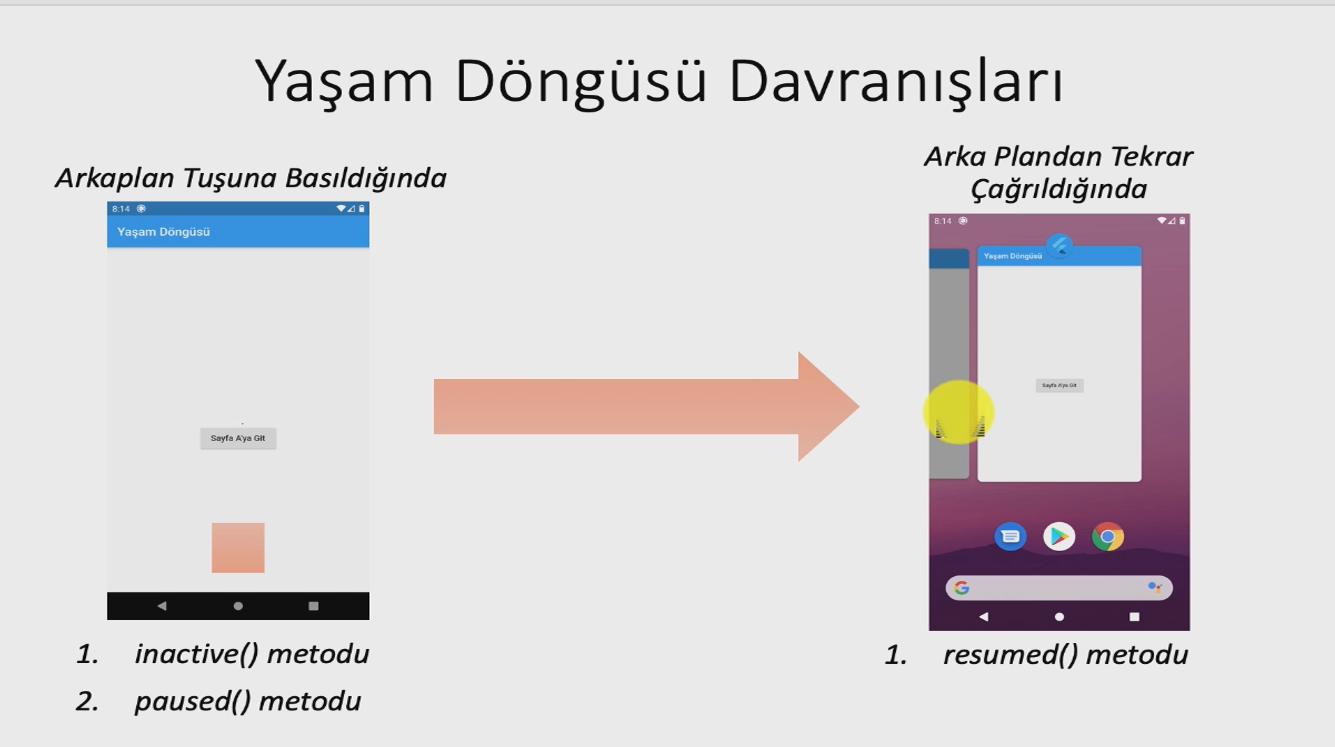 Yaşam Döngüsü Davranışları
Arkaplan Tuşuna Basıldığında
8:14
Yaşam Döngüsü
Sayfa A'ya Git
1. inactive() metodu
2. paused() metodu
Arka Plandan Tekrar
Çağrıldığında
8:14
Yaşam Döngüsü
Sayfa A'ya Git
G
1. resumed() metodu